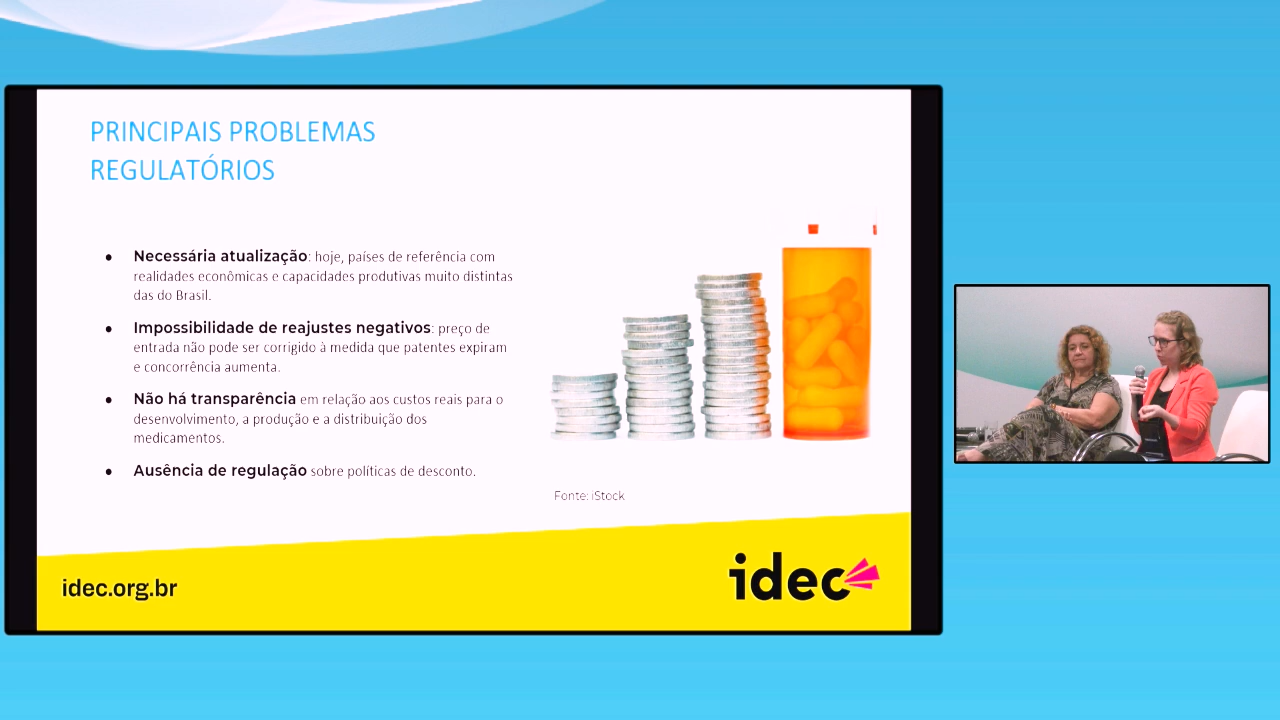 PRINCIPAIS PROBLEMAS
REGULATÓRIOS
● Necessária atualização: hoje, países de referência com
realidades econômicas e capacidades produtivas muito distintas
das do Brasil.
● Impossibilidade de reajustes negativos: preço de
entrada não pode ser corrigido à medida que patentes expiram
e concorrência aumenta.
● Não há transparência em relação aos custos reais para o
desenvolvimento, a produção e a distribuição dos
medicamentos.
● Ausência de regulação sobre políticas de desconto.
Fonte: iStock
idec.org.br
idec